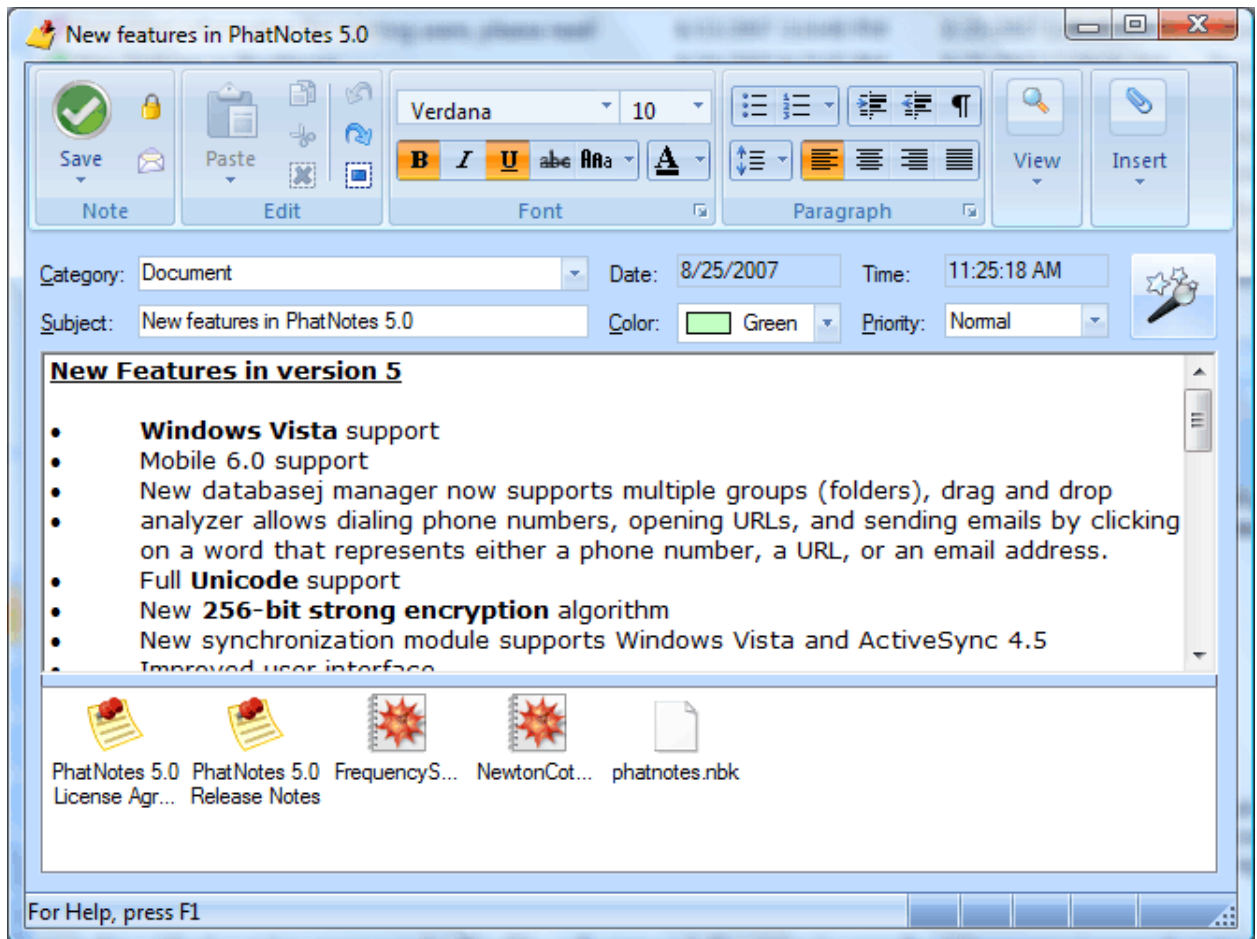 New features in PhatNotes 5.0
Save
Note
Paste
Edit
Verdana 10
B I U abc AAa A
Font
Paragraph
View
Insert
Category: Document Date: 8/25/2007 Time: 11:25:18 AM
Subject: New features in PhatNotes 5.0 Color: Green Priority: Normal
New Features in version 5
• Windows Vista support
• Mobile 6.0 support
• New databasej manager now supports multiple groups (folders), drag and drop
• analyzer allows dialing phone numbers, opening URLs, and sending emails by clicking
on a word that represents either a phone number, a URL, or an email address.
• Full Unicode support
• New 256-bit strong encryption algorithm
• New synchronization module supports Windows Vista and ActiveSync 4.5
• Improved user interface
PhatNotes 5.0 PhatNotes 5.0 FrequencyS... NewtonCot... phatnotes.nbk
License Agr... Release Notes
For Help, press F1